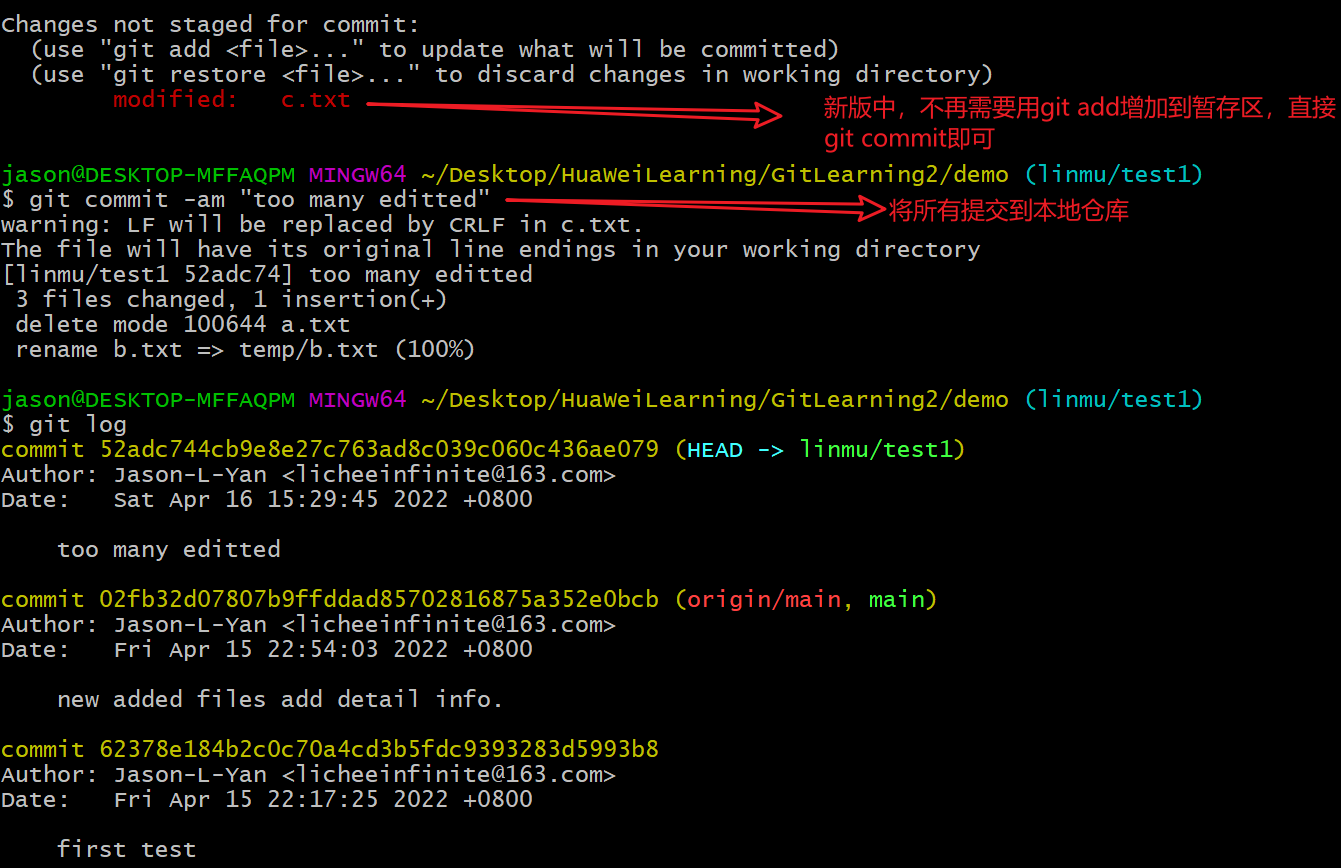 Changes not staged for commit:
  (use "git add <file>..." to update what will be committed)
  (use "git restore <file>..." to discard changes in working directory)
        modified:   c.txt
新版中，不再需要用git add增加到暂存区，直接
git commit即可
jason@DESKTOP-MFFAQPM MINGW64 ~/Desktop/HuaWeiLearning/GitLearning2/demo (linmu/test1)
$ git commit -am "too many editted"
将所有提交到本地仓库
warning: LF will be replaced by CRLF in c.txt.
The file will have its original line endings in your working directory
[linmu/test1 52adc74] too many editted
 3 files changed, 1 insertion(+)
 delete mode 100644 a.txt
 rename b.txt => temp/b.txt (100%)
jason@DESKTOP-MFFAQPM MINGW64 ~/Desktop/HuaWeiLearning/GitLearning2/demo (linmu/test1)
$ git log
commit 52adc744cb9e8e27c763ad8c039c060c436ae079 (HEAD -> linmu/test1)
Author: Jason-L-Yan <licheeinfinite@163.com>
Date:   Sat Apr 16 15:29:45 2022 +0800
    too many editted
commit 02fb32d07807b9ffddad85702816875a352e0bcb (origin/main, main)
Author: Jason-L-Yan <licheeinfinite@163.com>
Date:   Fri Apr 15 22:54:03 2022 +0800
    new added files add detail info.
commit 62378e184b2c0c70a4cd3b5fdc9393283d5993b8
Author: Jason-L-Yan <licheeinfinite@163.com>
Date:   Fri Apr 15 22:17:25 2022 +0800
    first test